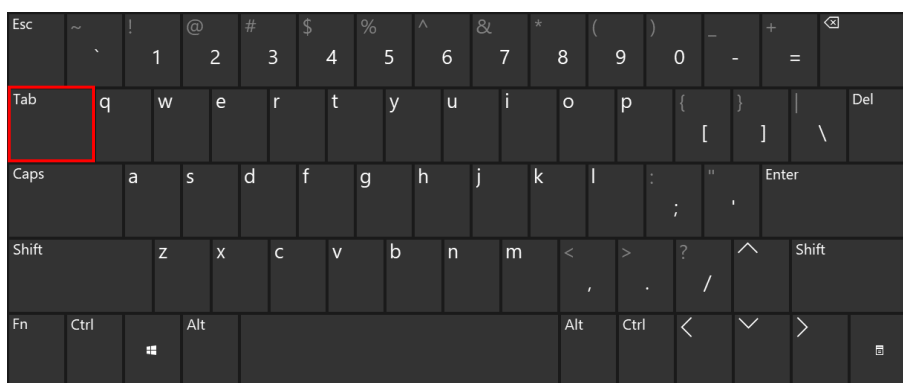 Esc ~ ` ! 1 @ 2 # 3 $ 4 % 5 ^ 6 & 7 * 8 ( 9 ) 0 _ - + =
Tab q w e r t y u i o p { [ } ] | \ Del
Caps a s d f g h j k l : ; " ' Enter
Shift z x c v b n m < , > . ? / Shift
Fn Ctrl Alt Alt Ctrl